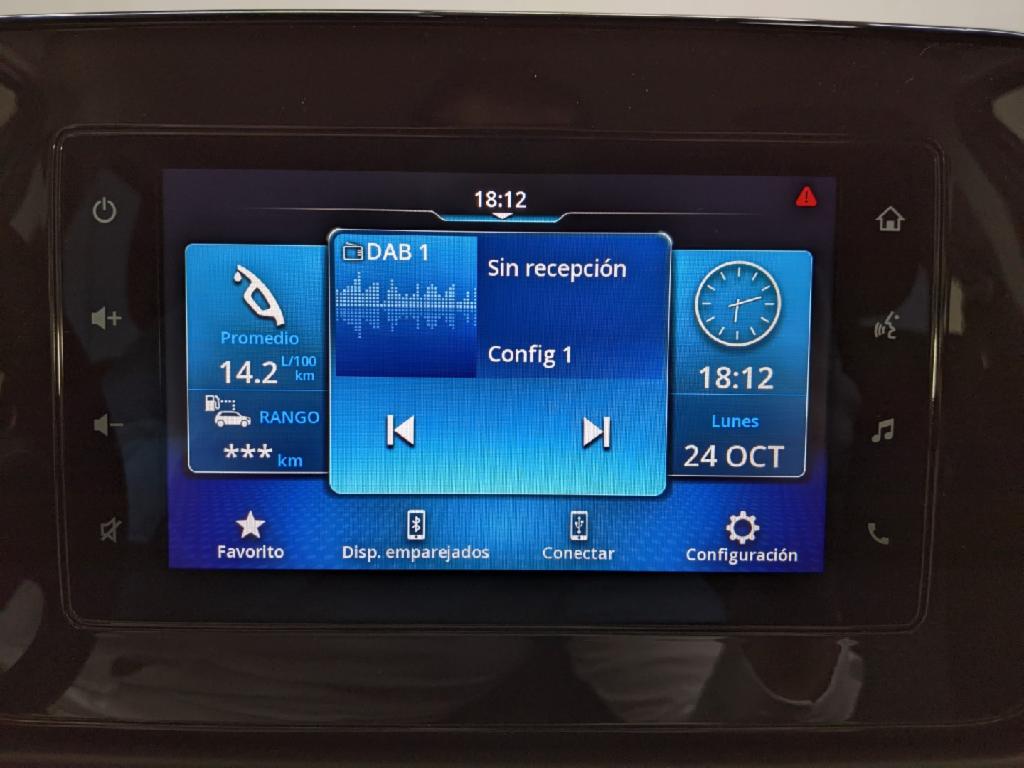 18:12
DAB 1
Sin recepción
Config 1
Promedio
14.2 L/100 km
RANGO
*** km
18:12
Lunes
24 OCT
Favorito
Disp. emparejados
Conectar
Configuración